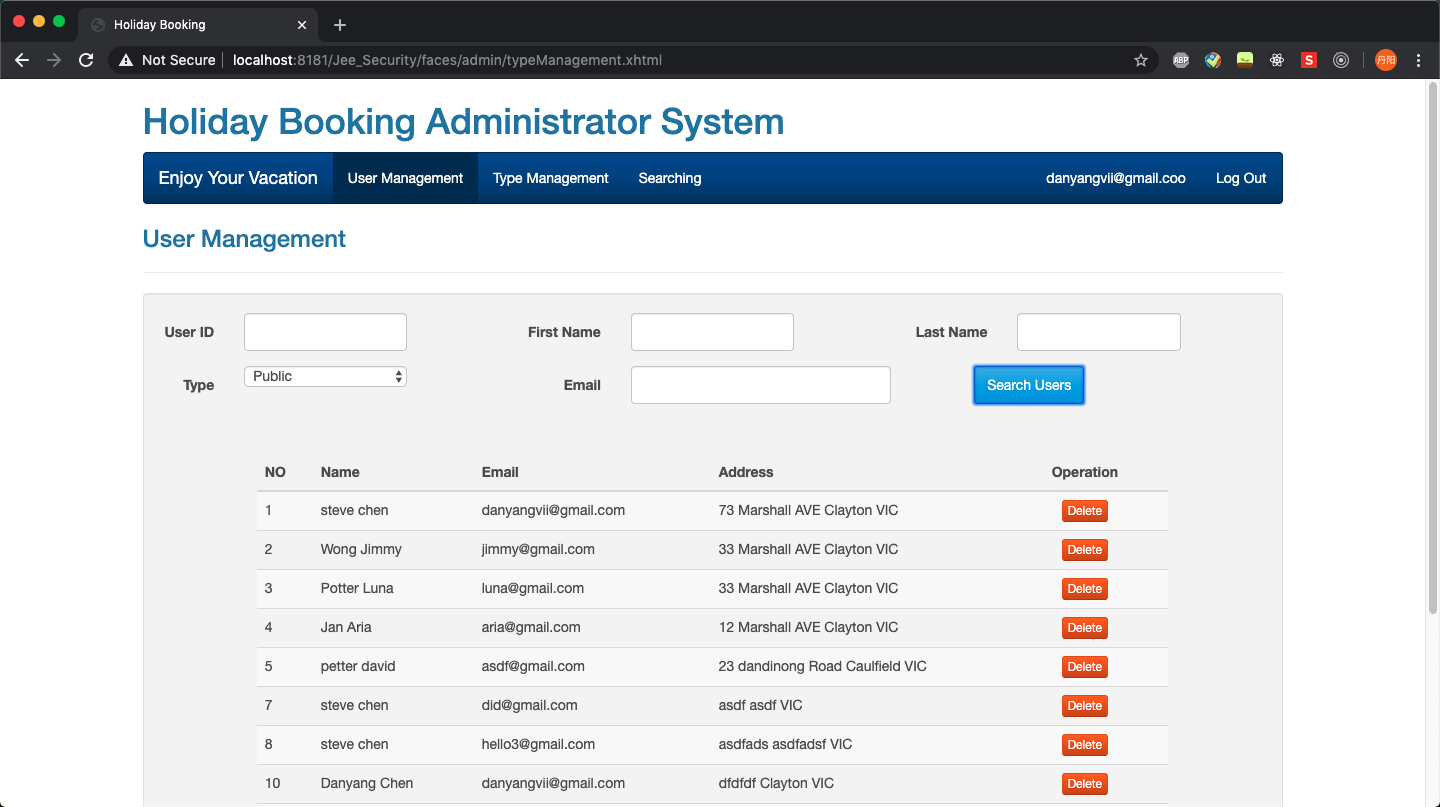 Holiday Booking
Not Secure localhost:8181/Jee_Security/faces/admin/typeManagement.xhtml ABP S 丹阳
Holiday Booking Administrator System
Enjoy Your Vacation User Management Type Management Searching danyangvii@gmail.coo Log Out
User Management
User ID First Name Last Name
Type Public Email Search Users
NO Name Email Address Operation
1 steve chen danyangvii@gmail.com 73 Marshall AVE Clayton VIC Delete
2 Wong Jimmy jimmy@gmail.com 33 Marshall AVE Clayton VIC Delete
3 Potter Luna luna@gmail.com 33 Marshall AVE Clayton VIC Delete
4 Jan Aria aria@gmail.com 12 Marshall AVE Clayton VIC Delete
5 petter david asdf@gmail.com 23 dandinong Road Caulfield VIC Delete
7 steve chen did@gmail.com asdf asdf VIC Delete
8 steve chen hello3@gmail.com asdfads asdfadsf VIC Delete
10 Danyang Chen danyangvii@gmail.com dfdfdf Clayton VIC Delete